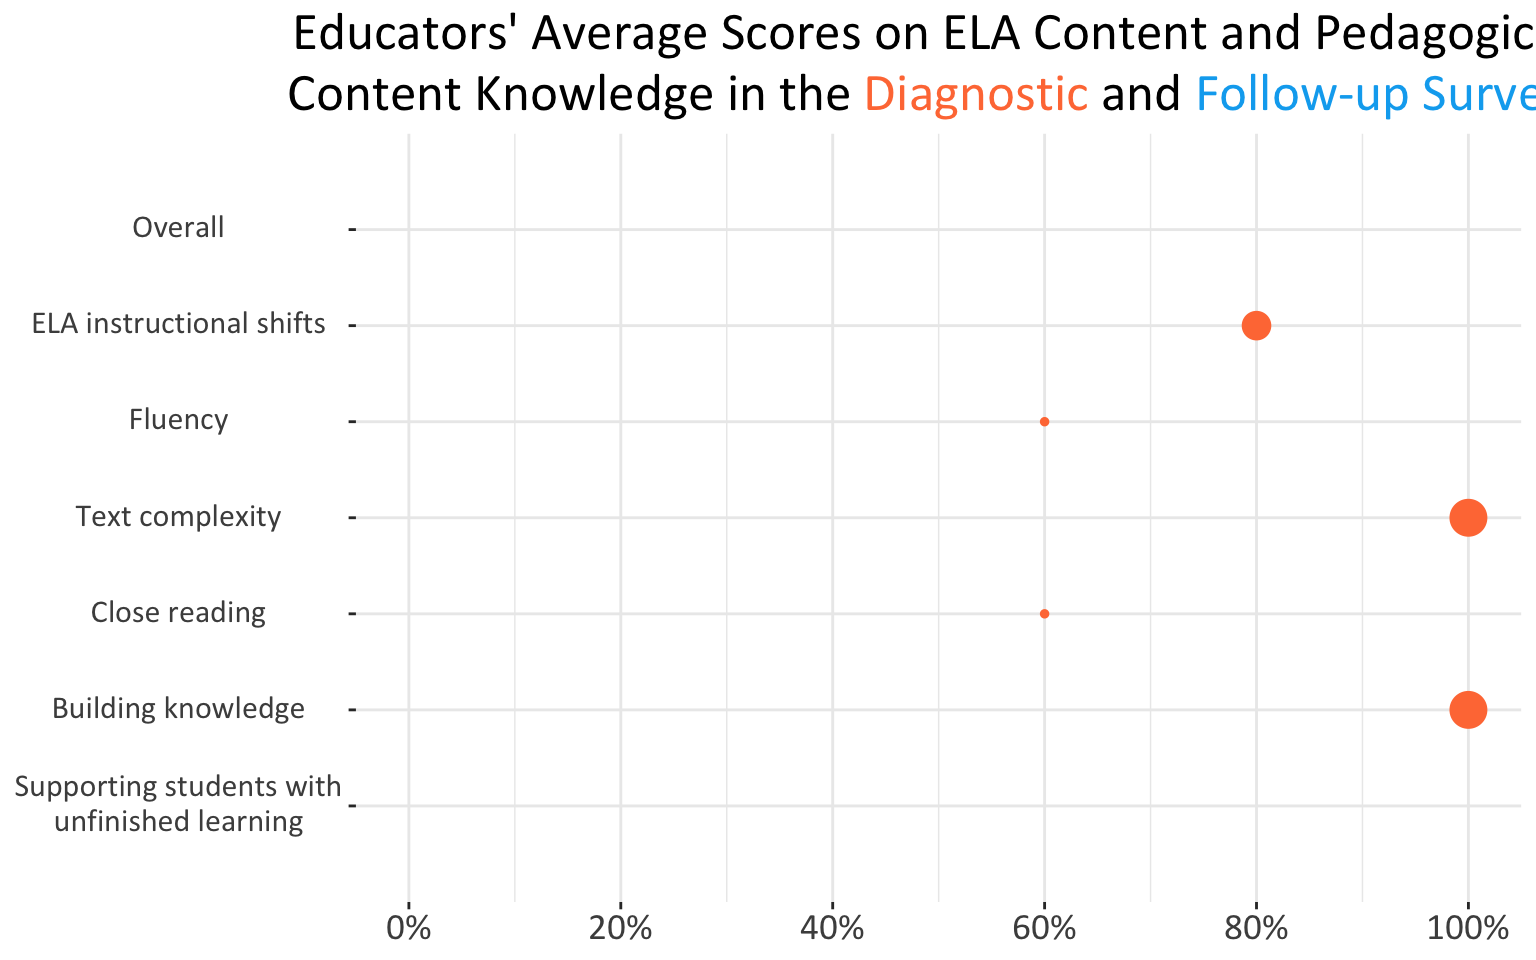 Educators' Average Scores on ELA Content and Pedagogic
Content Knowledge in the Diagnostic and Follow-up Surve
Overall
ELA instructional shifts
Fluency
Text complexity
Close reading
Building knowledge
Supporting students with
unfinished learning
0% 20% 40% 60% 80% 100%